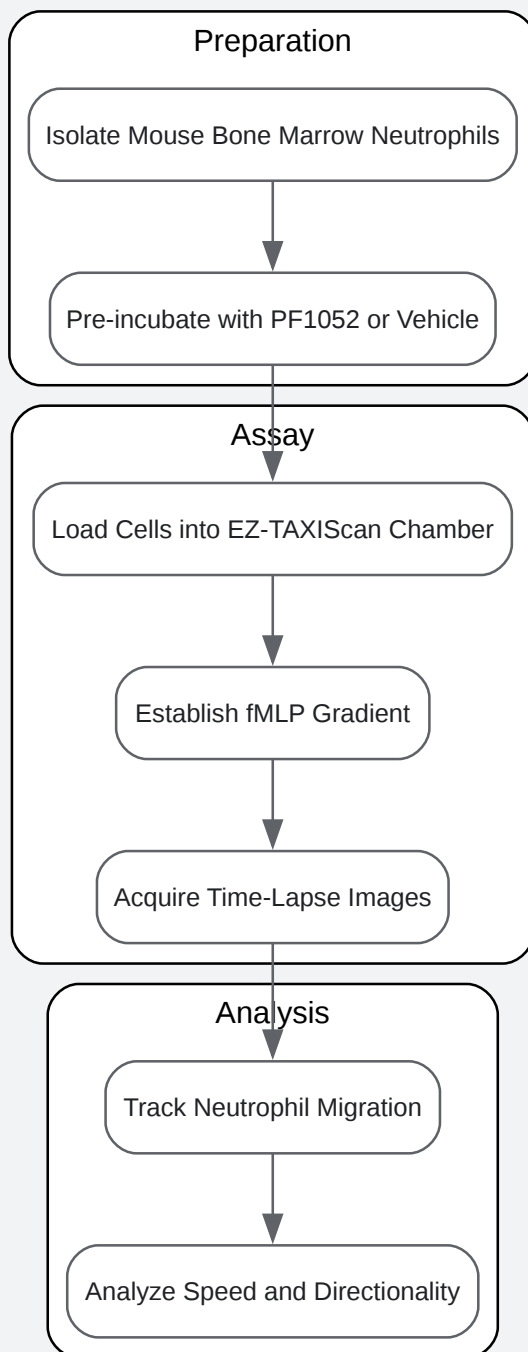 Preparation
Isolate Mouse Bone Marrow Neutrophils
Pre-incubate with PF1052 or Vehicle
Assay
Load Cells into EZ-TAXIScan Chamber
Establish fMLP Gradient
Acquire Time-Lapse Images
Analysis
Track Neutrophil Migration
Analyze Speed and Directionality